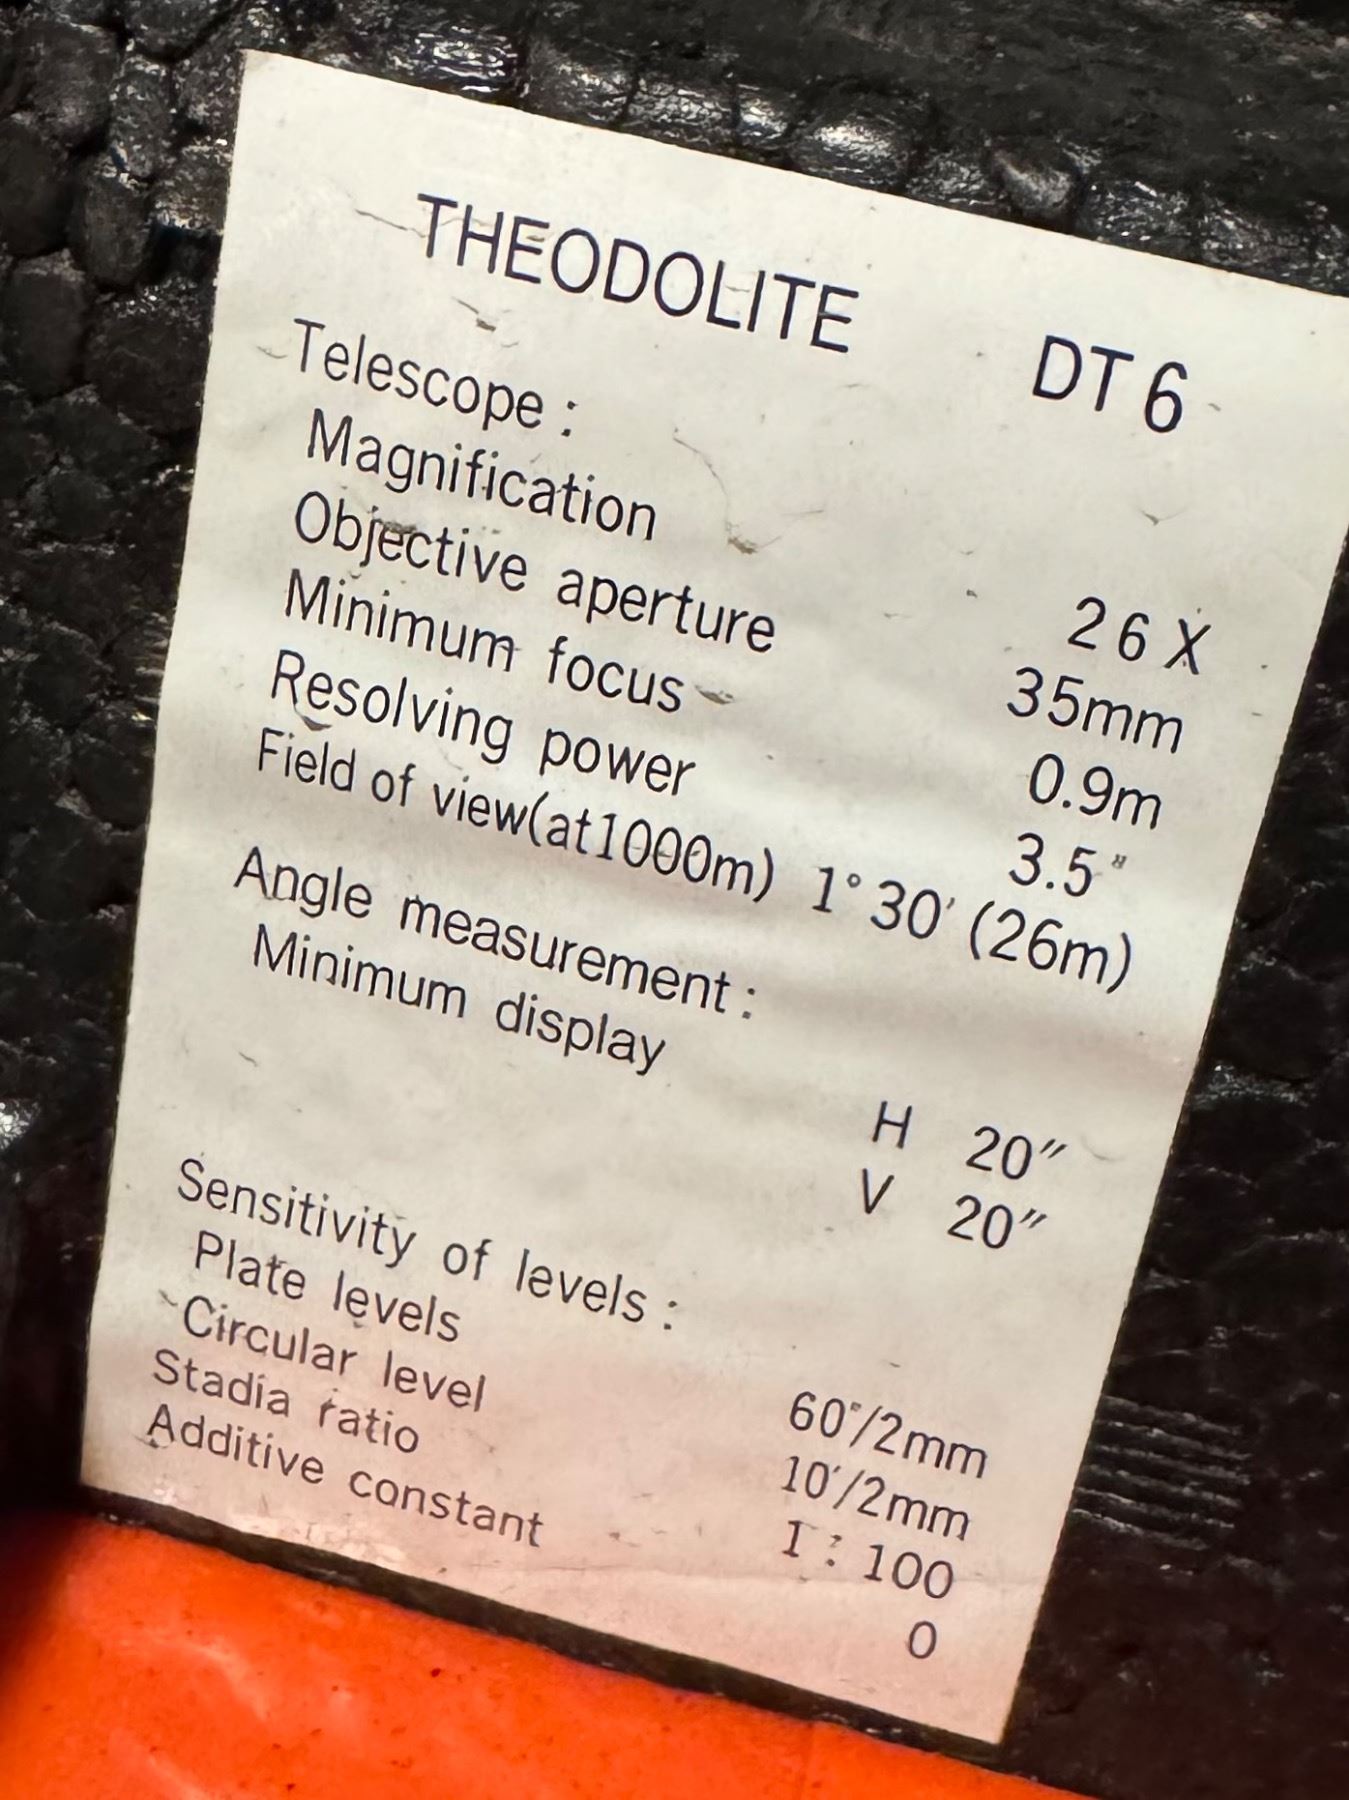 THEODOLITE DT 6
Telescope :
Magnification 26 X
Objective aperture 35mm
Minimum focus 0.9m
Resolving power 3.5"
Field of view(at1000m) 1°30′ (26m)
Angle measurement :
Minimum display
H 20″
V 20″
Sensitivity of levels :
Plate levels 60″/2mm
Circular level 10′/2mm
Stadia ratio 1 : 100
Additive constant 0